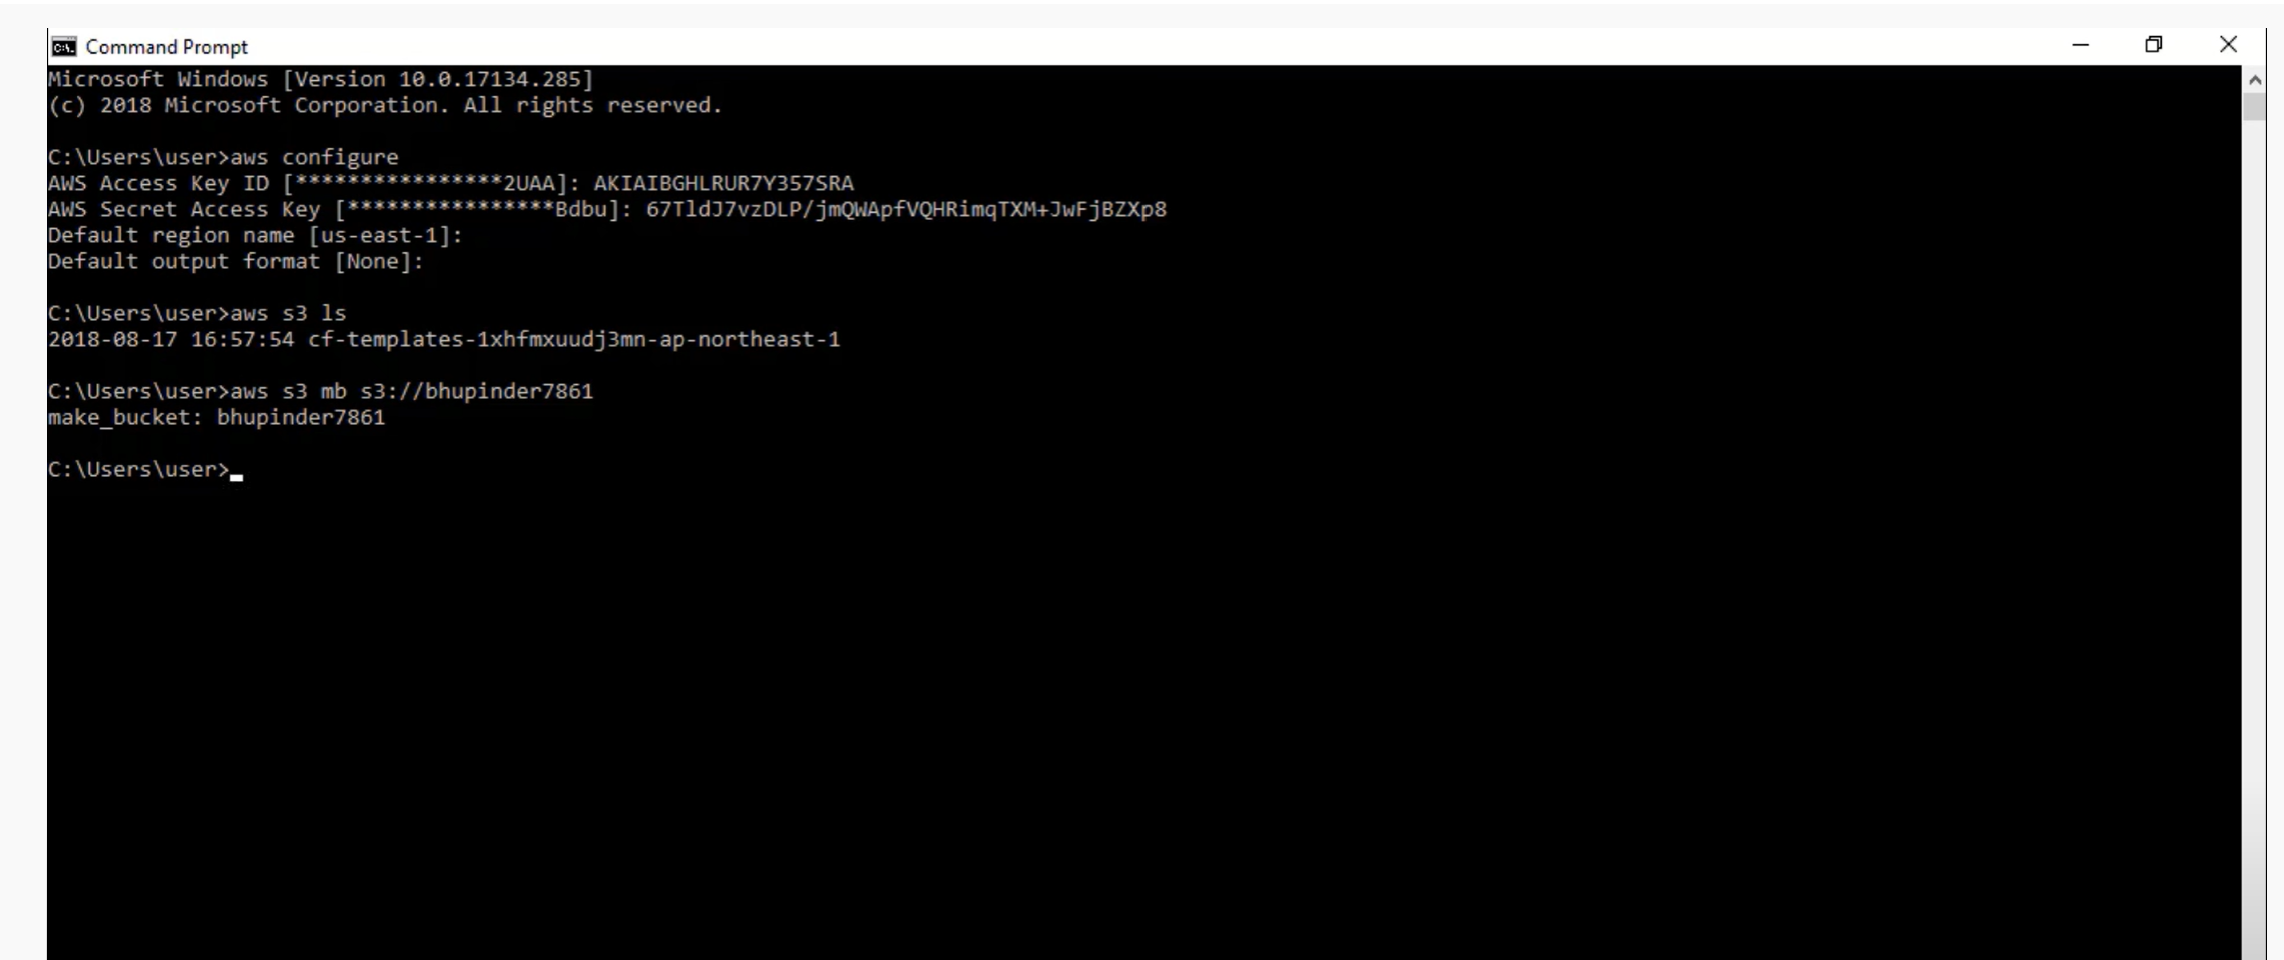 Command Prompt
Microsoft Windows [Version 10.0.17134.285]
(c) 2018 Microsoft Corporation. All rights reserved.
C:\Users\user>aws configure
AWS Access Key ID [****************2UAA]: AKIAIBGHLRUR7Y357SRA
AWS Secret Access Key [****************Bdbu]: 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
Default region name [us-east-1]:
Default output format [None]:
C:\Users\user>aws s3 ls
2018-08-17 16:57:54 cf-templates-1xhfmxuudj3mn-ap-northeast-1
C:\Users\user>aws s3 mb s3://bhupinder7861
make_bucket: bhupinder7861
C:\Users\user>